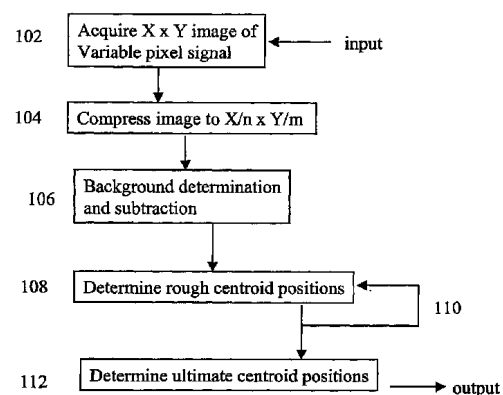 102
Acquire X x Y image of
Variable pixel signal
input
104
Compress image to X/n x Y/m
106
Background determination
and subtraction
108
Determine rough centroid positions
110
112
Determine ultimate centroid positions
output